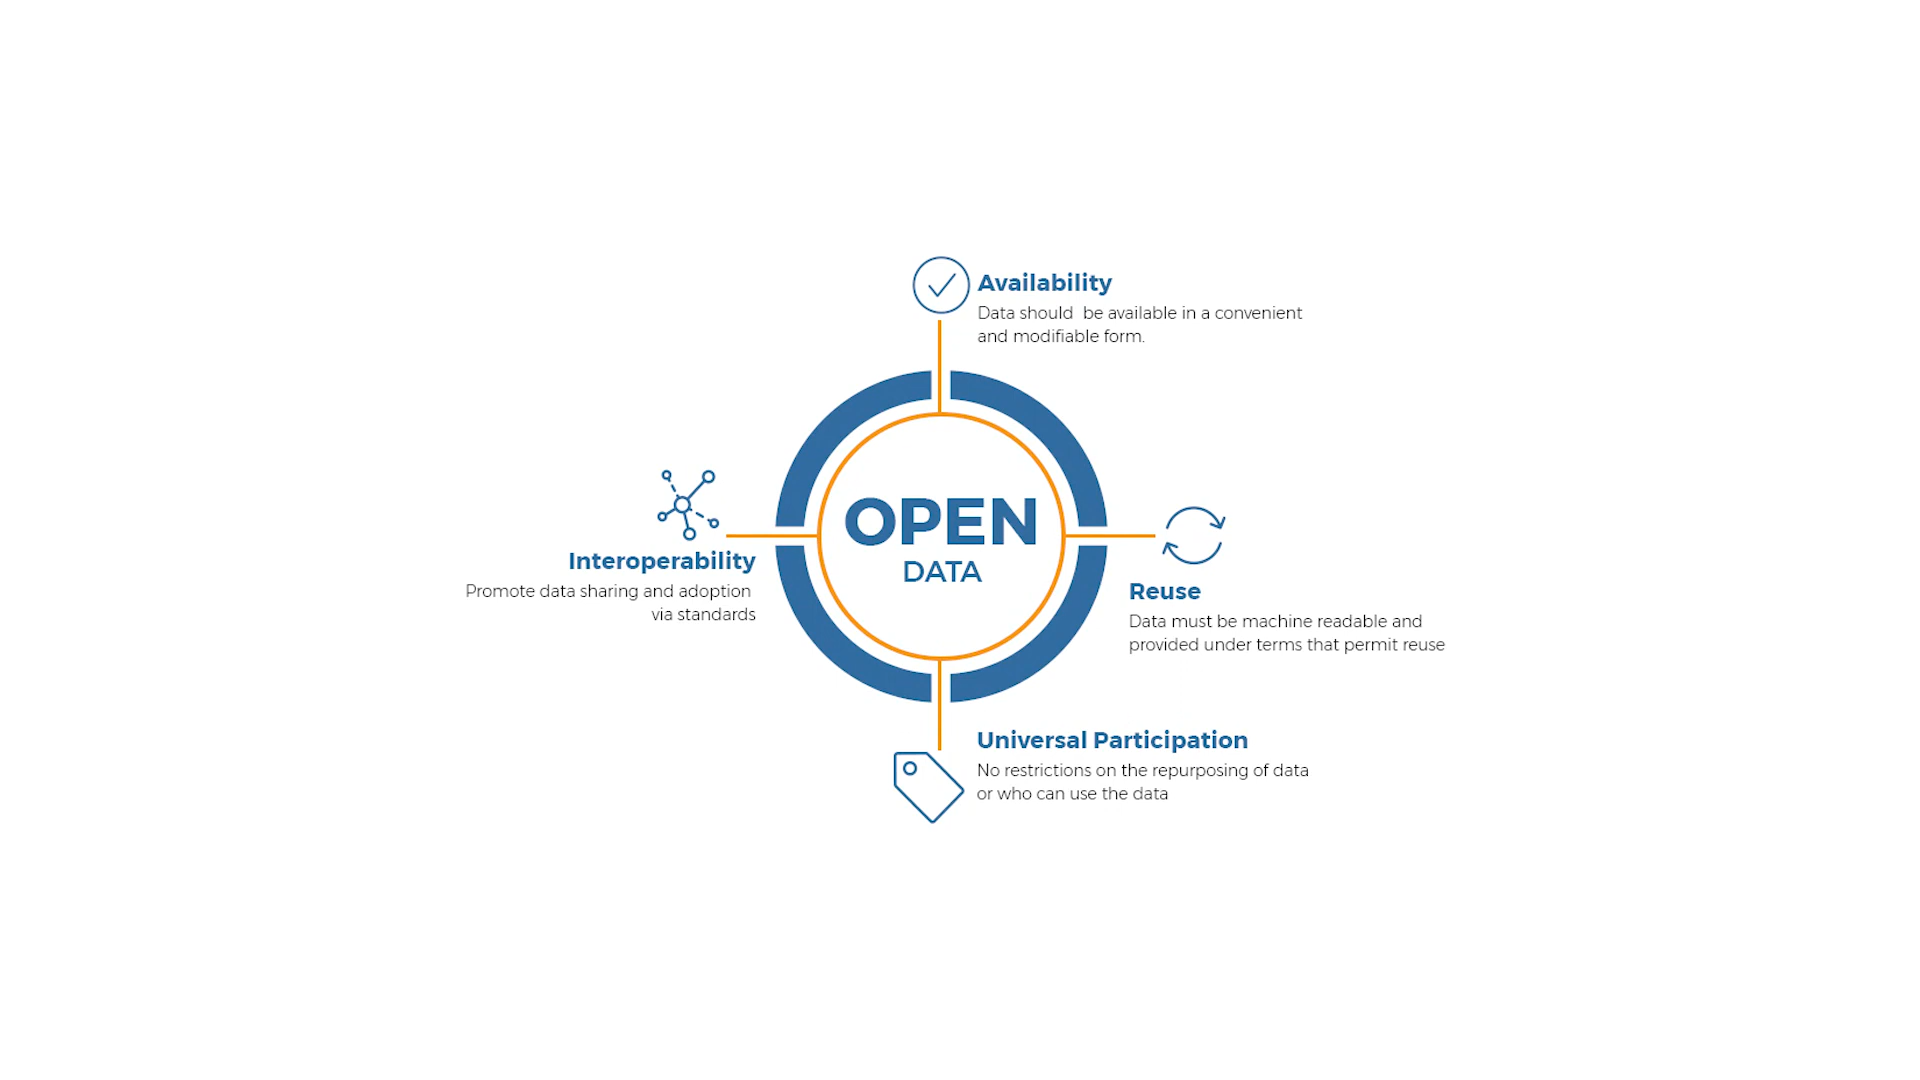 Availability
Data should  be available in a convenient
and modifiable form.
OPEN
DATA
Interoperability
Promote data sharing and adoption
via standards
Reuse
Data must be machine readable and
provided under terms that permit reuse
Universal Participation
No restrictions on the repurposing of data
or who can use the data